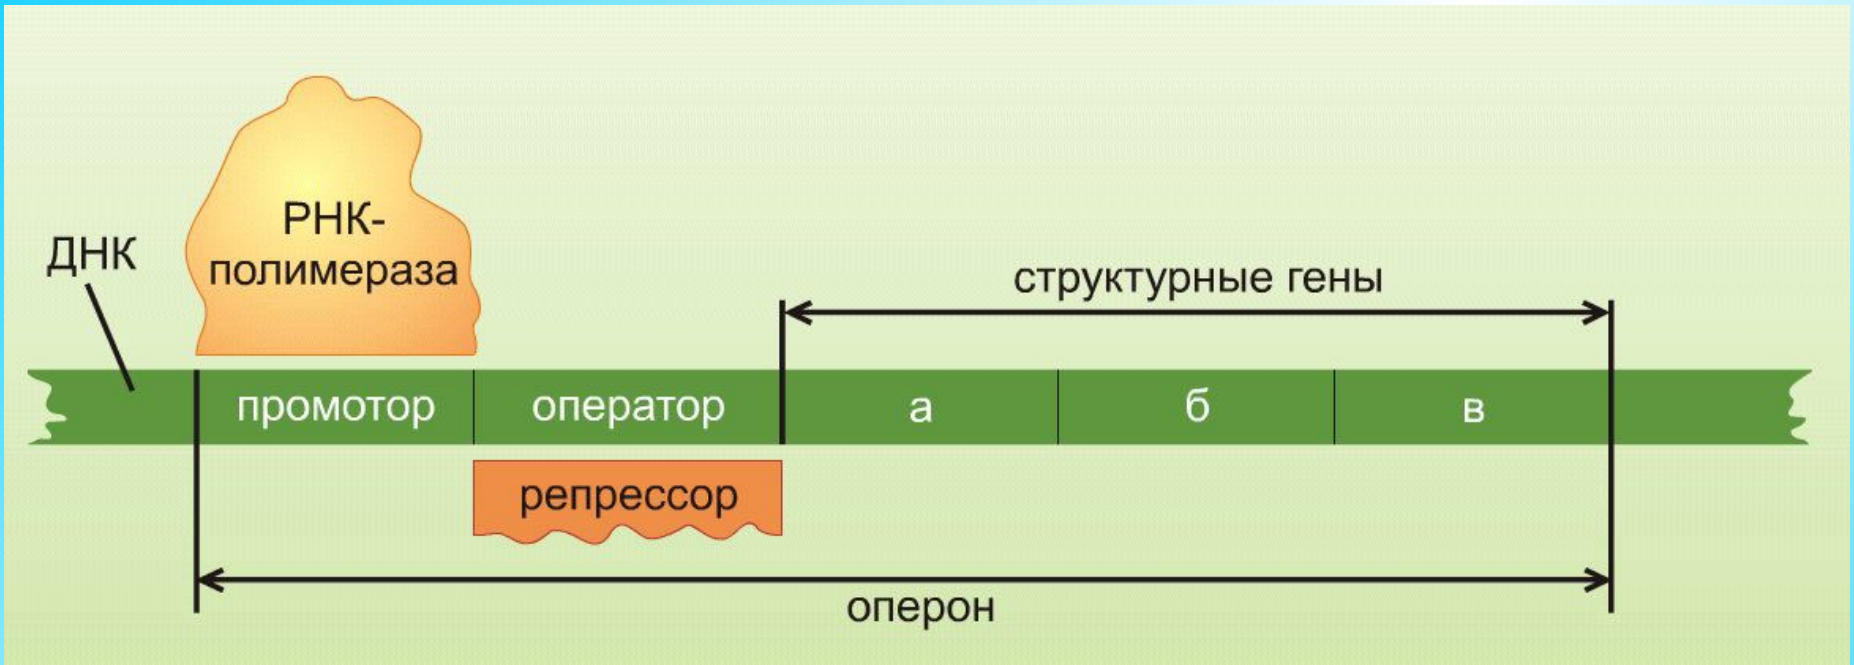 РНК-
полимераза
ДНК
структурные гены
промотор
оператор
а
б
в
репрессор
оперон